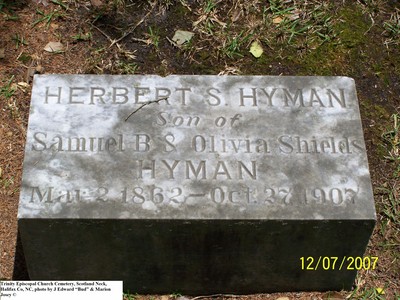 HERBERT S. HYMAN
Son of
Samuel B. & Olivia Shields
HYMAN
Mar. 2. 1862 — Oct. 27. 1907
12/07/2007
Trinity Episcopal Church Cemetery, Scotland Neck,
Halifax Co, NC, photo by J Edward "Bud" & Marion
Josey ©